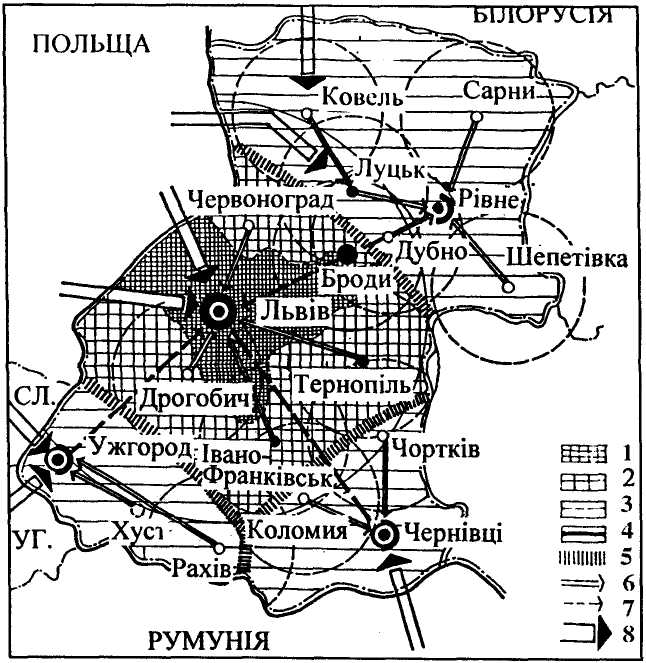 БІЛОРУСІЯ
ПОЛЬЩА
Ковель
Сарни
Луцьк
Червоноград
Рівне
Дубно
Шепетівка
Броди
Львів
Тернопіль
Дрогобич
СЛ.
Ужгород
Івано-
Франківськ
Чортків
Коломия
Чернівці
Хуст
УГ.
Рахів
РУМУНІЯ
1
2
3
4
5
6
7
8